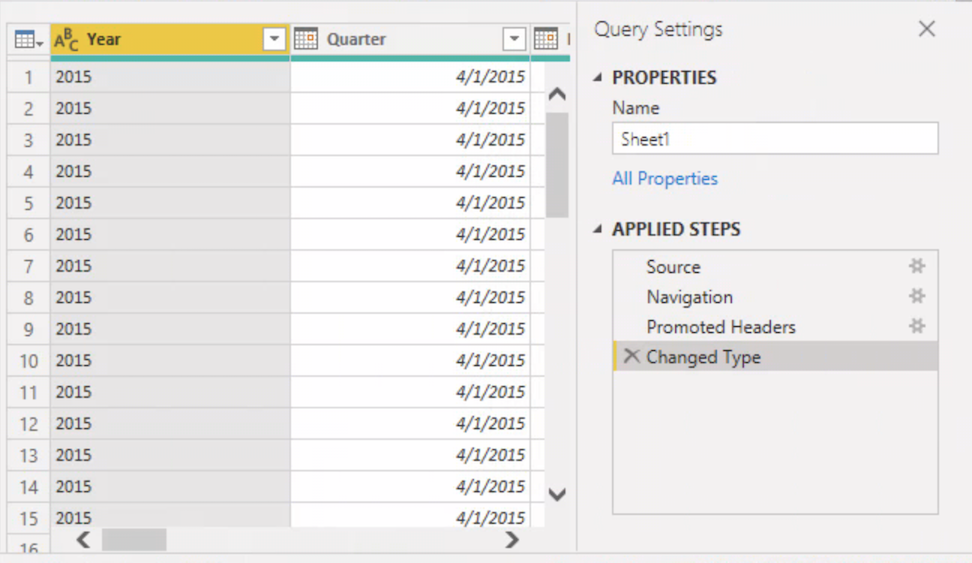 ABC Year Quarter
1 2015 4/1/2015
2 2015 4/1/2015
3 2015 4/1/2015
4 2015 4/1/2015
5 2015 4/1/2015
6 2015 4/1/2015
7 2015 4/1/2015
8 2015 4/1/2015
9 2015 4/1/2015
10 2015 4/1/2015
11 2015 4/1/2015
12 2015 4/1/2015
13 2015 4/1/2015
14 2015 4/1/2015
15 2015 4/1/2015
16
Query Settings
PROPERTIES
Name
Sheet1
All Properties
APPLIED STEPS
Source
Navigation
Promoted Headers
Changed Type